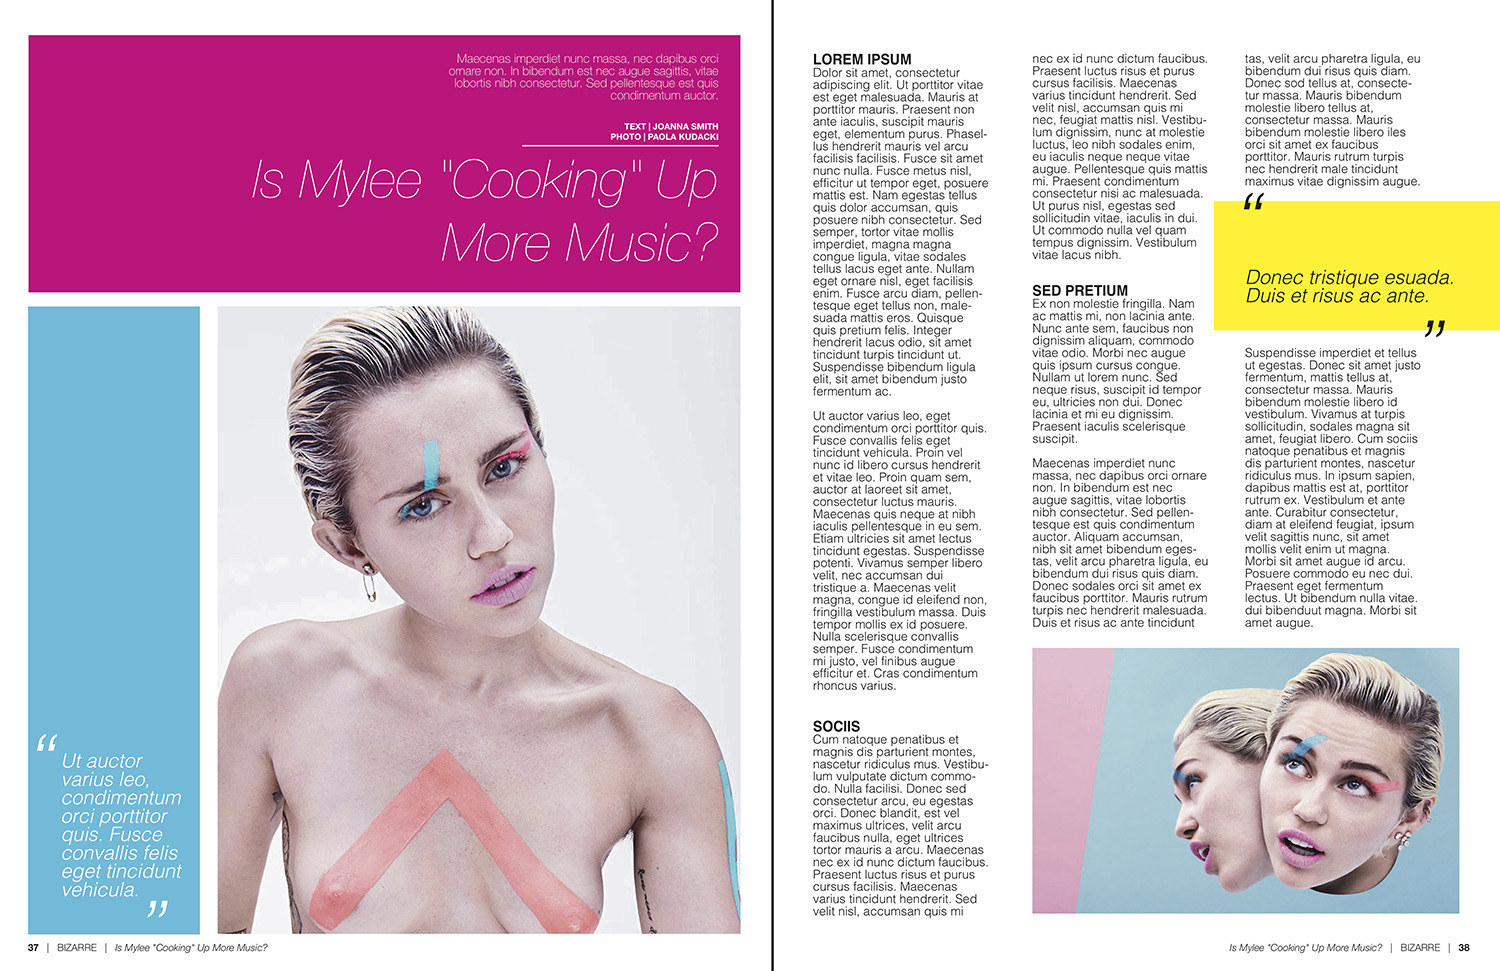 Maecenas imperdiet nunc massa, nec dapibus orci
ornare non. In bibendum est nec augue sagittis, vitae
lobortis nibh consectetur. Sed pellentesque est quis
condimentum auctor.
TEXT | JOANNA SMITH
PHOTO | PAOLA KUDACKI
Is Mylee "Cooking" Up
More Music?
“
Ut auctor
varius leo,
condimentum
orci porttitor
quis. Fusce
convallis felis
eget tincidunt
vehicula.
”
37 | BIZARRE | Is Mylee "Cooking" Up More Music?
LOREM IPSUM
Dolor sit amet, consectetur
adipiscing elit. Ut porttitor vitae
est eget malesuada. Mauris at
porttitor mauris. Praesent non
ante iaculis, suscipit mauris
eget, elementum purus. Phasel-
lus hendrerit mauris vel arcu
facilisis facilisis. Fusce sit amet
nunc nulla. Fusce metus nisl,
efficitur ut tempor eget, posuere
mattis est. Nam egestas tellus
quis dolor accumsan, quis
posuere nibh consectetur. Sed
semper, tortor vitae mollis
imperdiet, magna magna
congue ligula, vitae sodales
tellus lacus eget ante. Nullam
eget ornare nisl, eget facilisis
enim. Fusce arcu diam, pellen-
tesque eget tellus non, male-
suada mattis eros. Quisque
quis pretium felis. Integer
hendrerit lacus odio, sit amet
tincidunt turpis tincidunt ut.
Suspendisse bibendum ligula
elit, sit amet bibendum justo
fermentum ac.
Ut auctor varius leo, eget
condimentum orci porttitor quis.
Fusce convallis felis eget
tincidunt vehicula. Proin vel
nunc id libero cursus hendrerit
et vitae leo. Proin quam sem,
auctor at laoreet sit amet,
consectetur luctus mauris.
Maecenas quis neque at nibh
iaculis pellentesque in eu sem.
Etiam ultricies sit amet lectus
tincidunt egestas. Suspendisse
potenti. Vivamus semper libero
velit, nec accumsan dui
tristique a. Maecenas velit
magna, congue id eleifend non,
fringilla vestibulum massa. Duis
tempor mollis ex id posuere.
Nulla scelerisque convallis
semper. Fusce condimentum
mi justo, vel finibus augue
efficitur et. Cras condimentum
rhoncus varius.
SOCIIS
Cum natoque penatibus et
magnis dis parturient montes,
nascetur ridiculus mus. Vestibu-
lum vulputate dictum commo-
do. Nulla facilisi. Donec sed
consectetur arcu, eu egestas
orci. Donec blandit, est vel
maximus ultrices, velit arcu
faucibus nulla, eget ultrices
tortor mauris a arcu. Maecenas
nec ex id nunc dictum faucibus.
Praesent luctus risus et purus
cursus facilisis. Maecenas
varius tincidunt hendrerit. Sed
velit nisl, accumsan quis mi
nec ex id nunc dictum faucibus.
Praesent luctus risus et purus
cursus facilisis. Maecenas
varius tincidunt hendrerit. Sed
velit nisl, accumsan quis mi
nec, feugiat mattis nisl. Vestibu-
lum dignissim, nunc at molestie
luctus, leo nibh sodales enim,
eu iaculis neque neque vitae
augue. Pellentesque quis mattis
mi. Praesent condimentum
consectetur nisi ac malesuada.
Ut purus nisl, egestas sed
sollicitudin vitae, iaculis in dui.
Ut commodo nulla vel quam
tempus dignissim. Vestibulum
vitae lacus nibh.
SED PRETIUM
Ex non molestie fringilla. Nam
ac mattis mi, non lacinia ante.
Nunc ante sem, faucibus non
dignissim aliquam, commodo
vitae odio. Morbi nec augue
quis ipsum cursus congue.
Nullam ut lorem nunc. Sed
neque risus, suscipit id tempor
eu, ultricies non dui. Donec
lacinia et mi eu dignissim.
Praesent iaculis scelerisque
suscipit.
Maecenas imperdiet nunc
massa, nec dapibus orci ornare
non. In bibendum est nec
augue sagittis, vitae lobortis
nibh consectetur. Sed pellen-
tesque est quis condimentum
auctor. Aliquam accumsan,
nibh sit amet bibendum eges-
tas, velit arcu pharetra ligula, eu
bibendum dui risus quis diam.
Donec sodales orci sit amet ex
faucibus porttitor. Mauris rutrum
turpis nec hendrerit malesuada.
Duis et risus ac ante tincidunt
tas, velit arcu pharetra ligula, eu
bibendum dui risus quis diam.
Donec sod tellus at, consecte-
tur massa. Mauris bibendum
molestie libero tellus at,
consectetur massa. Mauris
bibendum molestie libero iles
orci sit amet ex faucibus
porttitor. Mauris rutrum turpis
nec hendrerit male tincidunt
maximus vitae dignissim augue.
“
Donec tristique esuada.
Duis et risus ac ante.
”
Suspendisse imperdiet et tellus
ut egestas. Donec sit amet justo
fermentum, mattis tellus at,
consectetur massa. Mauris
bibendum molestie libero id
vestibulum. Vivamus at turpis
sollicitudin, sodales magna sit
amet, feugiat libero. Cum sociis
natoque penatibus et magnis
dis parturient montes, nascetur
ridiculus mus. In ipsum sapien,
dapibus mattis est at, porttitor
rutrum ex. Vestibulum et ante
ante. Curabitur consectetur,
diam at eleifend feugiat, ipsum
velit sagittis nunc, sit amet
mollis velit enim ut magna.
Morbi sit amet augue id arcu.
Posuere commodo eu nec dui.
Praesent eget fermentum
lectus. Ut bibendum nulla vitae.
dui bibenduut magna. Morbi sit
amet augue.
Is Mylee "Cooking" Up More Music? | BIZARRE | 38